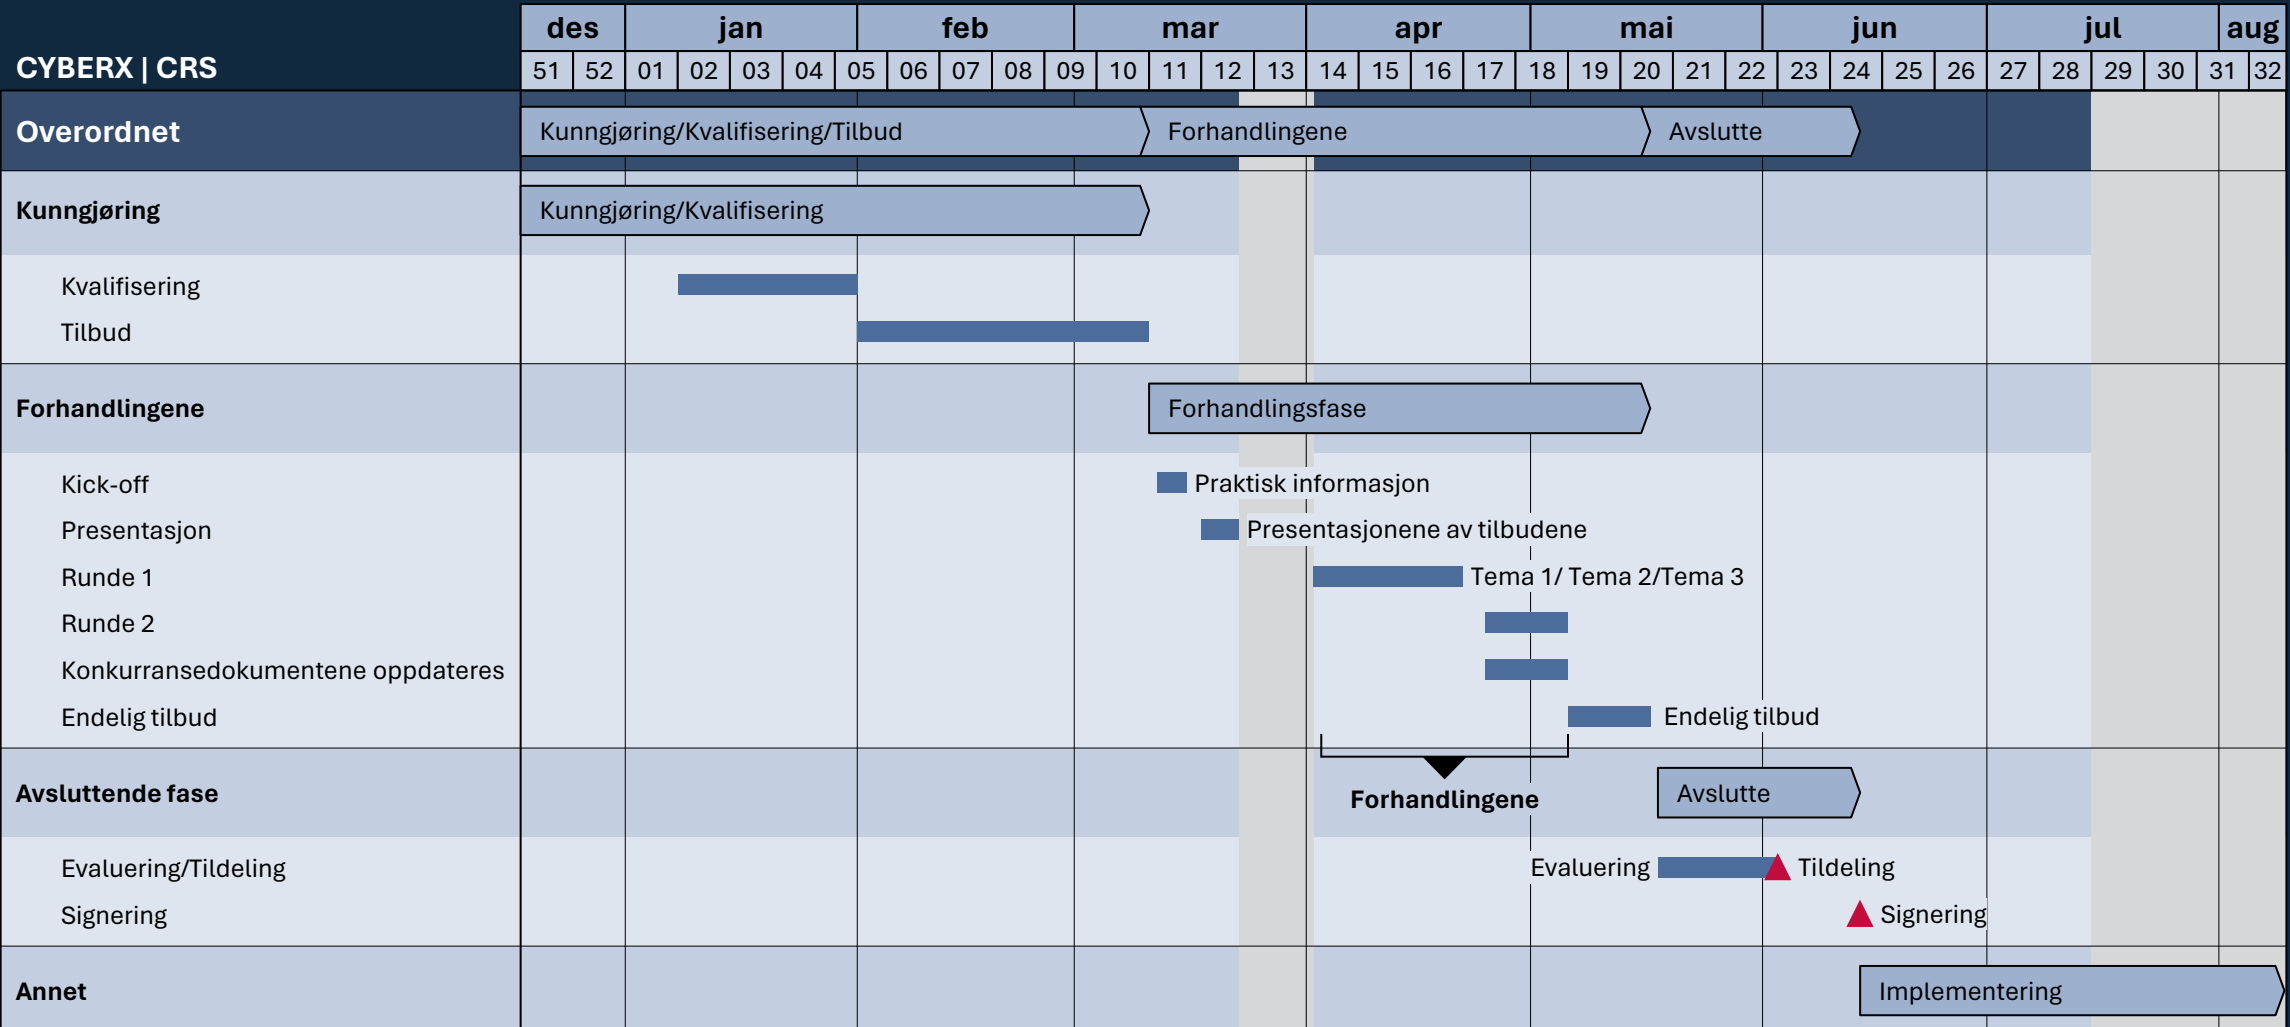 des jan feb mar apr mai jun jul aug
CYBERX | CRS
51 52 01 02 03 04 05 06 07 08 09 10 11 12 13 14 15 16 17 18 19 20 21 22 23 24 25 26 27 28 29 30 31 32
Overordnet Kunngjøring/Kvalifisering/Tilbud Forhandlingene Avslutte
Kunngjøring Kunngjøring/Kvalifisering
Kvalifisering
Tilbud
Forhandlingene Forhandlingsfase
Kick-off Praktisk informasjon
Presentasjon Presentasjonene av tilbudene
Runde 1 Tema 1/ Tema 2/Tema 3
Runde 2
Konkurransedokumentene oppdateres
Endelig tilbud Endelig tilbud
Avsluttende fase Forhandlingene Avslutte
Evaluering/Tildeling Evaluering Tildeling
Signering Signering
Annet Implementering